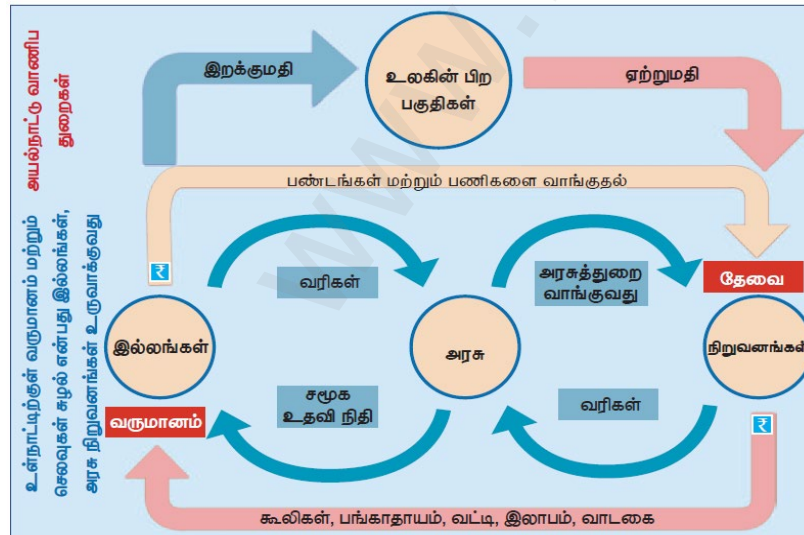 அயல்நாட்டு வாணிப
துறைகள்
இறக்குமதி
உலகின் பிற
பகுதிகள்
ஏற்றுமதி
பண்டங்கள் மற்றும் பணிகளை வாங்குதல்
உள்நாட்டிற்குள் வருமானம் மற்றும்
செலவுகள் சுழல் என்பது இல்லங்கள்,
அரசு நிறுவனங்கள் உருவாக்குவது
₹
வரிகள்
அரசுத்துறை
வாங்குவது
தேவை
இல்லங்கள்
அரசு
நிறுவனங்கள்
வருமானம்
சமூக
உதவி நிதி
வரிகள்
₹
கூலிகள், பங்காதாயம், வட்டி, இலாபம், வாடகை
www.